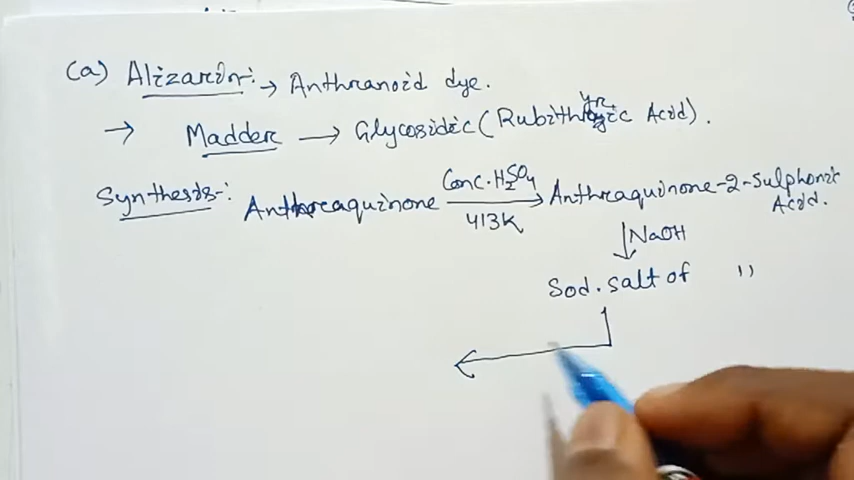 (a) Alizarin:- → Anthranoid dye.
→ Madder → Glycosidic (Rubithyrgic Acid).
Synthesis-: Anthraquinone Conc. H2SO4 413K → Anthraquinone-2-Sulphonic Acid.
↓ NaOH
Sod. salt of "